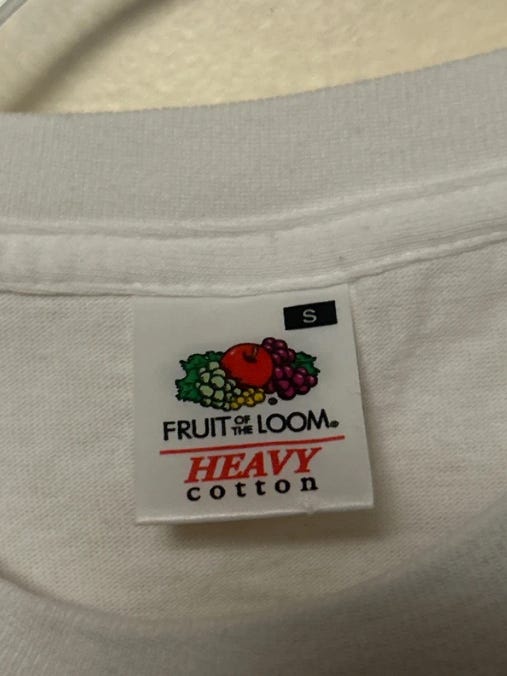 S
FRUIT OF THE LOOM®
HEAVY
cotton